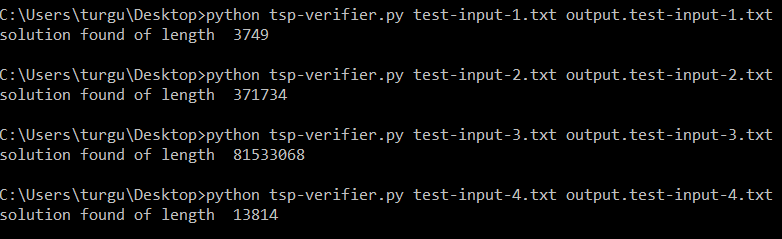 C:\Users\turgu\Desktop>python tsp-verifier.py test-input-1.txt output.test-input-1.txt
solution found of length  3749
C:\Users\turgu\Desktop>python tsp-verifier.py test-input-2.txt output.test-input-2.txt
solution found of length  371734
C:\Users\turgu\Desktop>python tsp-verifier.py test-input-3.txt output.test-input-3.txt
solution found of length  81533068
C:\Users\turgu\Desktop>python tsp-verifier.py test-input-4.txt output.test-input-4.txt
solution found of length  13814